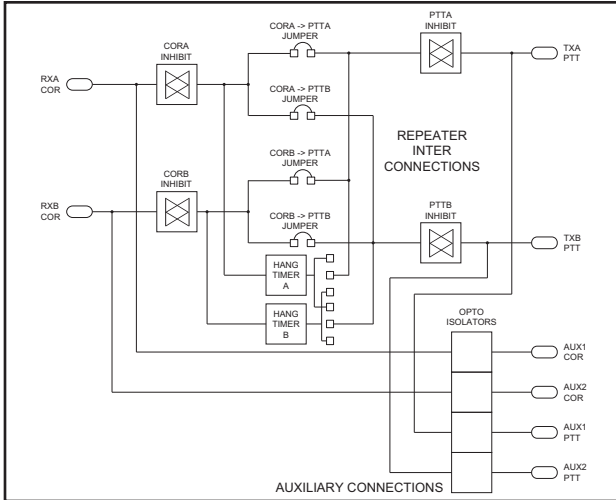 CORA -> PTTA
JUMPER
PTTA
INHIBIT
CORA
INHIBIT
TXA
PTT
RXA
COR
CORA -> PTTB
JUMPER
REPEATER
INTER
CONNECTIONS
CORB -> PTTA
JUMPER
CORB
INHIBIT
RXB
COR
CORB -> PTTB
JUMPER
PTTB
INHIBIT
TXB
PTT
HANG
TIMER
A
HANG
TIMER
B
OPTO
ISOLATORS
AUX1
COR
AUX2
COR
AUX1
PTT
AUX2
PTT
AUXILIARY CONNECTIONS